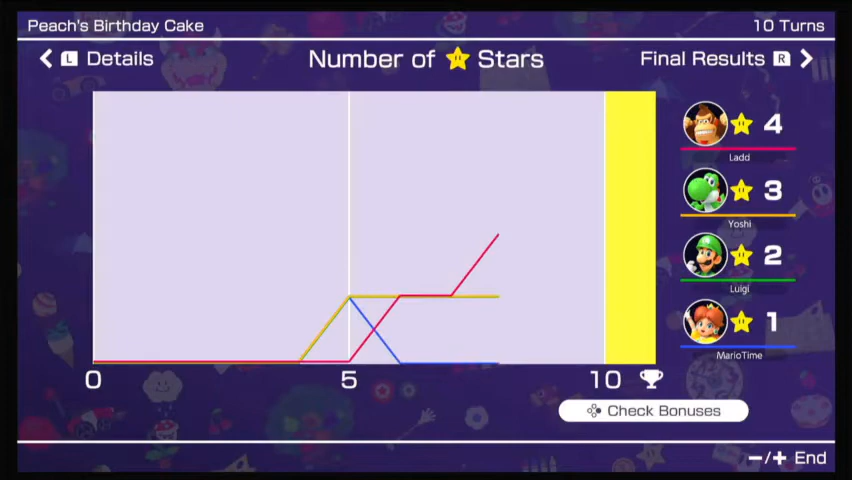 Peach's Birthday Cake 10 Turns
L Details Number of Stars Final Results R
4
Ladd
3
Yoshi
2
Luigi
1
MarioTime
0 5 10
Check Bonuses
-/+ End